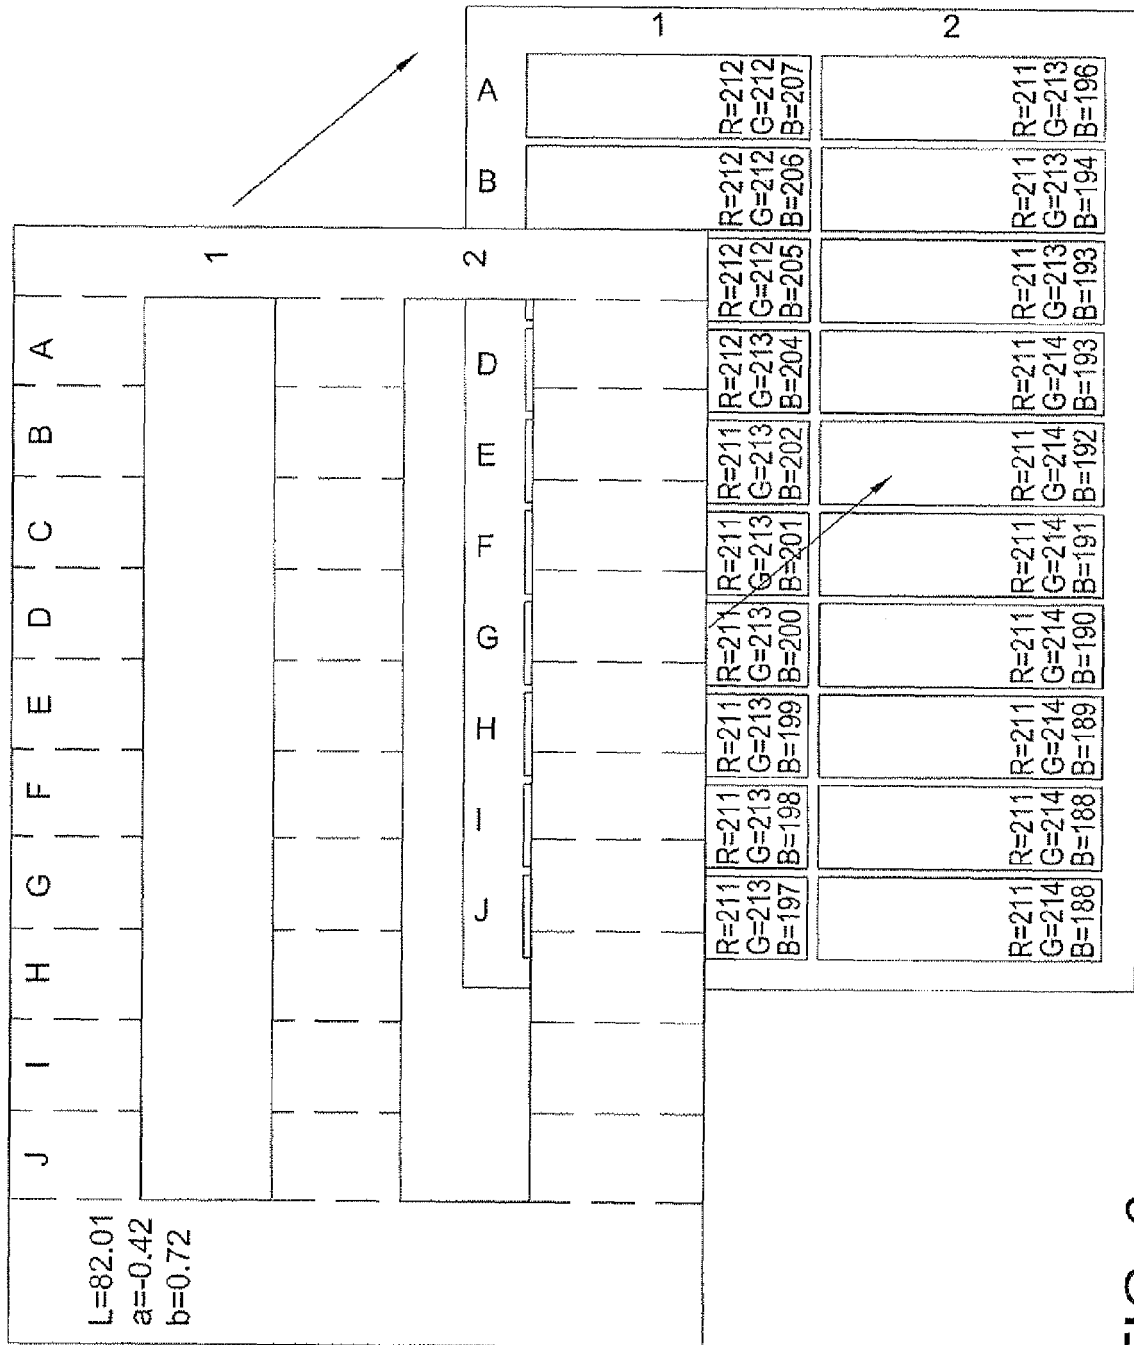 J I H G F E D C B A
L=82.01
a=-0.42
b=0.72
1
2
J I H G F E D B A
1
R=211 R=211 R=211 R=211 R=211 R=211 R=212 R=212 R=212 R=212
G=213 G=213 G=213 G=213 G=213 G=213 G=213 G=212 G=212 G=212
B=197 B=198 B=199 B=200 B=201 B=202 B=204 B=205 B=206 B=207
2
R=211 R=211 R=211 R=211 R=211 R=211 R=211 R=211 R=211 R=211
G=214 G=214 G=214 G=214 G=214 G=214 G=214 G=213 G=213 G=213
B=188 B=188 B=189 B=190 B=191 B=192 B=193 B=193 B=194 B=196
FIG.